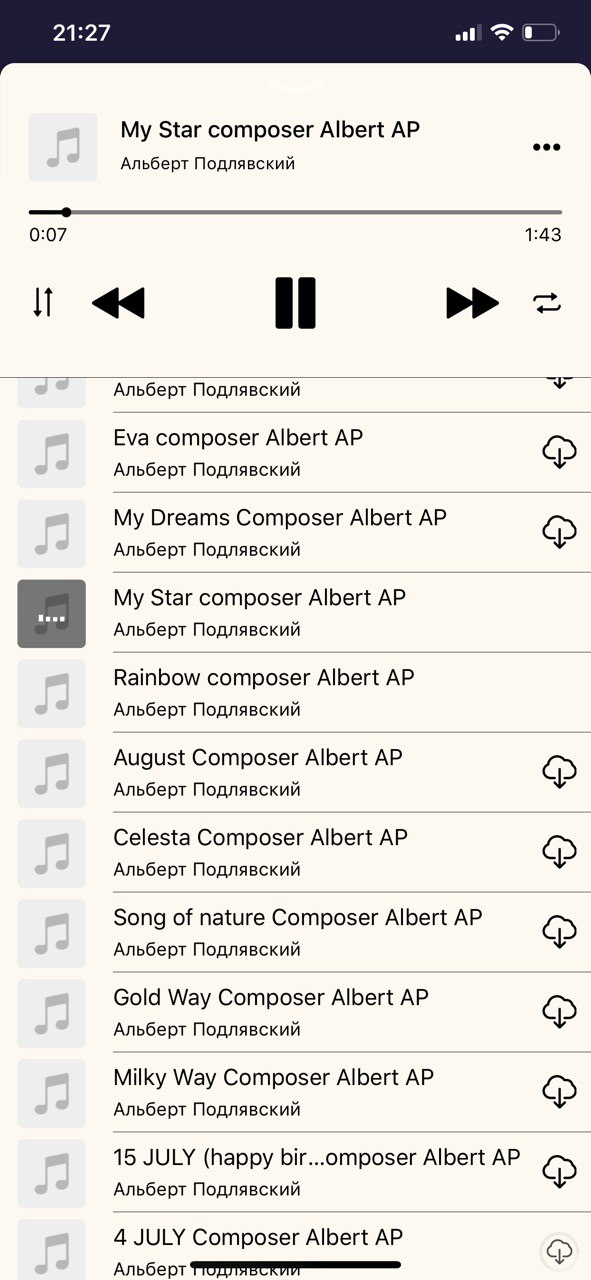 21:27
My Star composer Albert AP
Альберт Подлявский
0:07
1:43
Альберт Подлявский
Eva composer Albert AP
Альберт Подлявский
My Dreams Composer Albert AP
Альберт Подлявский
My Star composer Albert AP
Альберт Подлявский
Rainbow composer Albert AP
Альберт Подлявский
August Composer Albert AP
Альберт Подлявский
Celesta Composer Albert AP
Альберт Подлявский
Song of nature Composer Albert AP
Альберт Подлявский
Gold Way Composer Albert AP
Альберт Подлявский
Milky Way Composer Albert AP
Альберт Подлявский
15 JULY (happy bir...omposer Albert AP
Альберт Подлявский
4 JULY Composer Albert AP
Альберт Подлявский